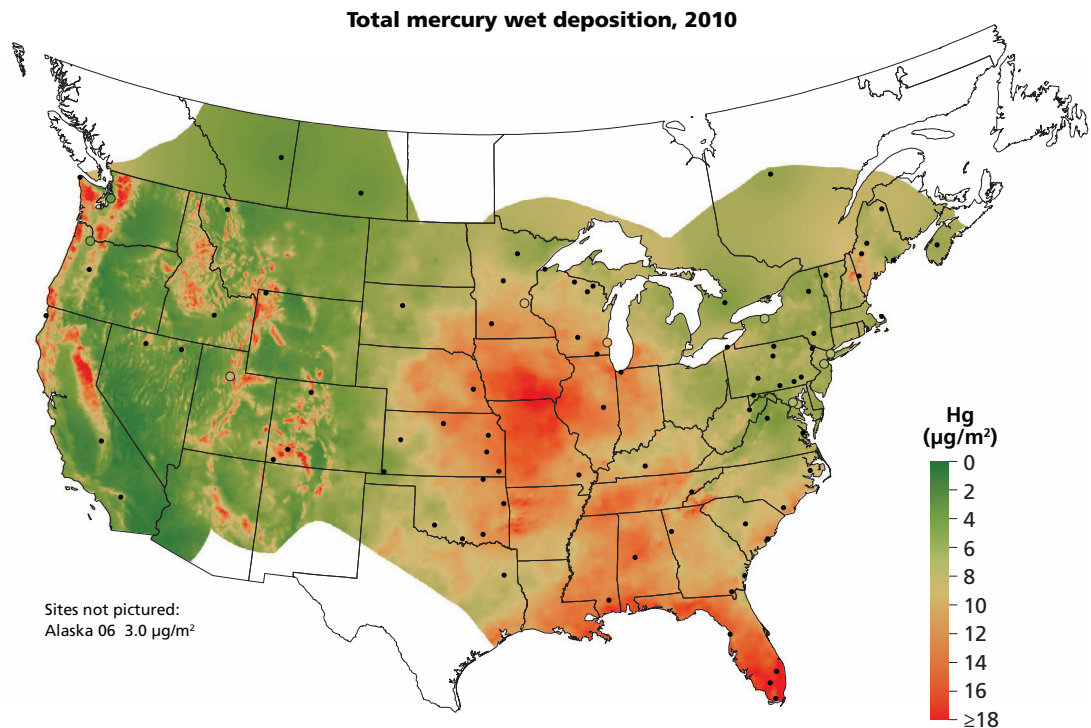 Total mercury wet deposition, 2010
Hg
(µg/m²)
0
2
4
6
8
10
12
14
16
≥18
Sites not pictured:
Alaska 06 3.0 µg/m²